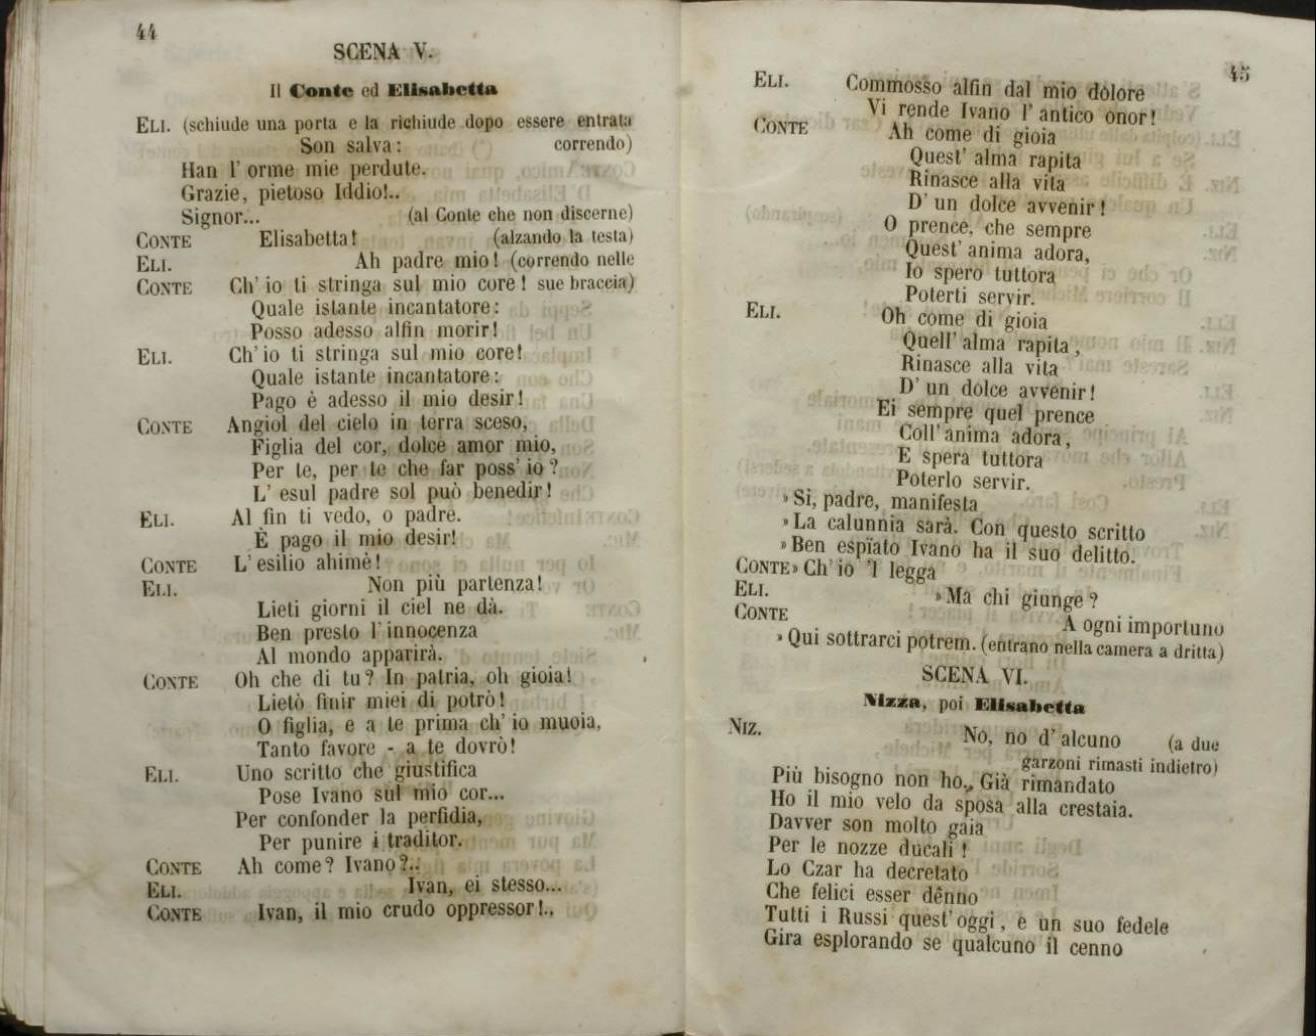 44
SCENA V.
Il Conte ed Elisabetta
ELI. (schiude una porta e la richiude dopo essere entrata
Son salva: correndo)
Han l' orme mie perdute.
Grazie, pietoso Iddio!..
Signor... (al Conte che non discerne)
CONTE Elisabetta! (alzando la testa)
ELI. Ah padre mio! (correndo nelle
CONTE Ch' io ti stringa sul mio core! sue braccia)
Quale istante incantatore:
Posso adesso alfin morir!
ELI. Ch' io ti stringa sul mio core!
Quale istante incantatore:
Pago è adesso il mio desir!
CONTE Angiol del cielo in terra sceso,
Figlia del cor, dolce amor mio,
Per te, per te che far poss' io?
L' esul padre sol può benedir!
ELI. Al fin ti vedo, o padre.
È pago il mio desir!
CONTE L' esilio ahimè!
ELI. Non più partenza!
Lieti giorni il ciel ne dà.
Ben presto l' innocenza
Al mondo apparirà.
CONTE Oh che di tu? In patria, oh gioia!
Lietò finir miei dì potrò!
O figlia, e a te prima ch' io muoia,
Tanto favore - a te dovrò!
ELI. Uno scritto che giustifica
Pose Ivano sul mio cor...
Per confonder la perfidia,
Per punire i traditor.
CONTE Ah come? Ivano?..
ELI. Ivan, ei stesso...
CONTE Ivan, il mio crudo oppressor!..
45
ELI. Commosso alfin dal mio dolore
Vi rende Ivano l' antico onor!
CONTE Ah come di gioia
Quest' alma rapita
Rinasce alla vita
D' un dolce avvenir!
O prence, che sempre
Quest' anima adora,
Io spero tuttora
Poterti servir.
ELI. Oh come di gioia
Quell' alma rapita,
Rinasce alla vita
D' un dolce avvenir!
Ei sempre quel prence
Coll' anima adora,
E spera tuttora
Poterlo servir.
» Si, padre, manifesta
» La calunnia sarà. Con questo scritto
» Ben espïato Ivano ha il suo delitto.
CONTE » Ch' io 'l legga
ELI. » Ma chi giunge?
CONTE A ogni importuno
» Qui sottrarci potrem. (entrano nella camera a dritta)
SCENA VI.
Nizza, poi Elisabetta
NIZ. No, no d' alcuno (a due
garzoni rimasti indietro)
Più bisogno non ho., Già rimandato
Ho il mio velo da sposa alla crestaia.
Davver son molto gaia
Per le nozze ducali!
Lo Czar ha decretato
Che felici esser dênno
Tutti i Russi quest' oggi, e un suo fedele
Gira esplorando se qualcuno il cenno